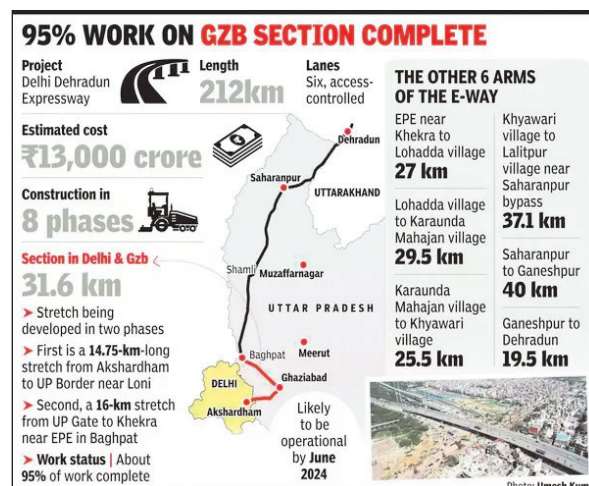 95% WORK ON GZB SECTION COMPLETE
Project
Delhi Dehradun
Expressway
Length
212km
Lanes
Six, access-
controlled
Estimated cost
₹13,000 crore
Construction in
8 phases
Section in Delhi & Gzb
31.6 km
➤ Stretch being
developed in two phases
➤ First is a 14.75-km-long
stretch from Akshardham
to UP Border near Loni
➤ Second, a 16-km stretch
from UP Gate to Khekra
near EPE in Baghpat
➤ Work status | About
95% of work complete
Dehradun
Saharanpur
UTTARAKHAND
Shamli
Muzaffarnagar
UTTAR PRADESH
Baghpat
Meerut
DELHI
Ghaziabad
Akshardham
Likely
to be
operational
by June
2024
THE OTHER 6 ARMS
OF THE E-WAY
EPE near
Khekra to
Lohadda village
27 km
Lohadda village
to Karaunda
Mahajan village
29.5 km
Karaunda
Mahajan village
to Khyawari
village
25.5 km
Khyawari
village to
Lalitpur
village near
Saharanpur
bypass
37.1 km
Saharanpur
to Ganeshpur
40 km
Ganeshpur to
Dehradun
19.5 km
Photo: Umesh Kum